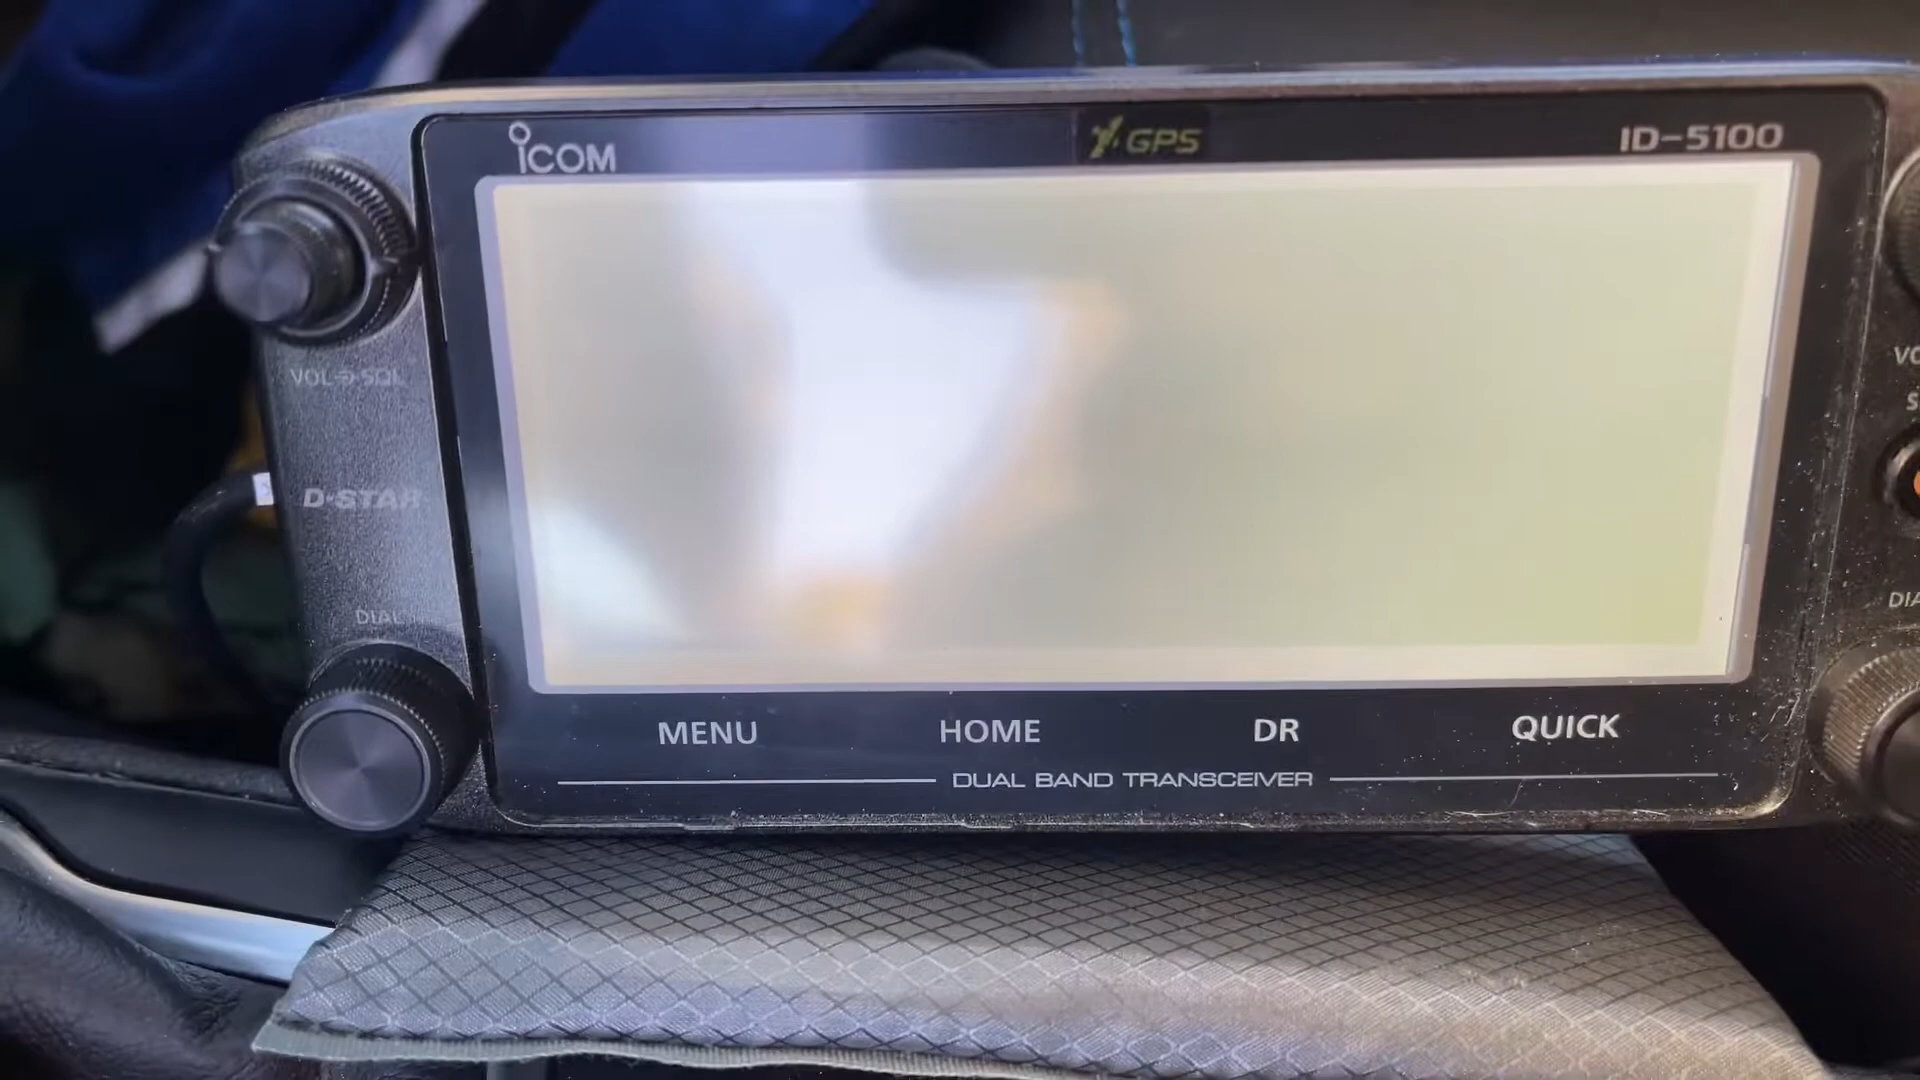 ICOM
GPS
ID-5100
VOL SQL
D-STAR
DIAL
MENU
HOME
DR
QUICK
DUAL BAND TRANSCEIVER